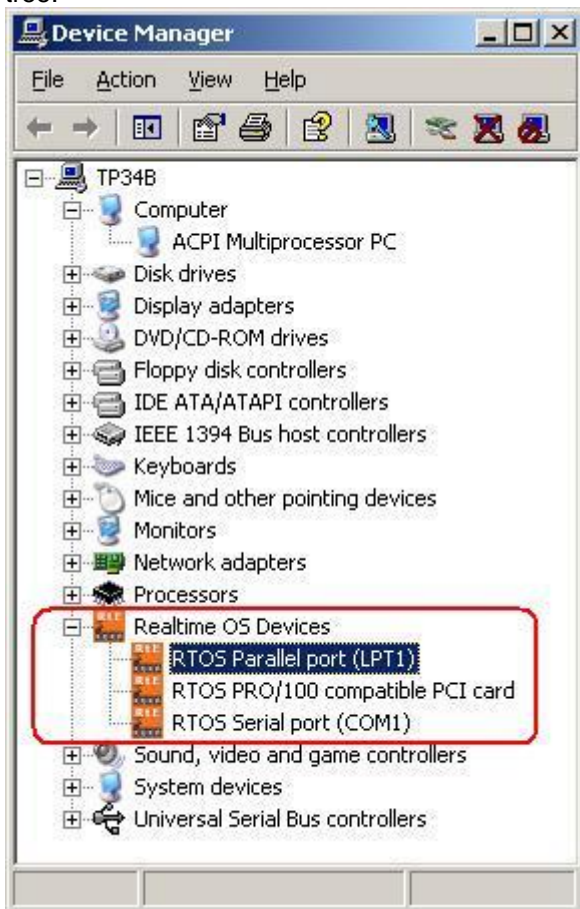 Device Manager
File Action View Help
TP34B
Computer
ACPI Multiprocessor PC
Disk drives
Display adapters
DVD/CD-ROM drives
Floppy disk controllers
IDE ATA/ATAPI controllers
IEEE 1394 Bus host controllers
Keyboards
Mice and other pointing devices
Monitors
Network adapters
Processors
Realtime OS Devices
RTOS Parallel port (LPT1)
RTOS PRO/100 compatible PCI card
RTOS Serial port (COM1)
Sound, video and game controllers
System devices
Universal Serial Bus controllers